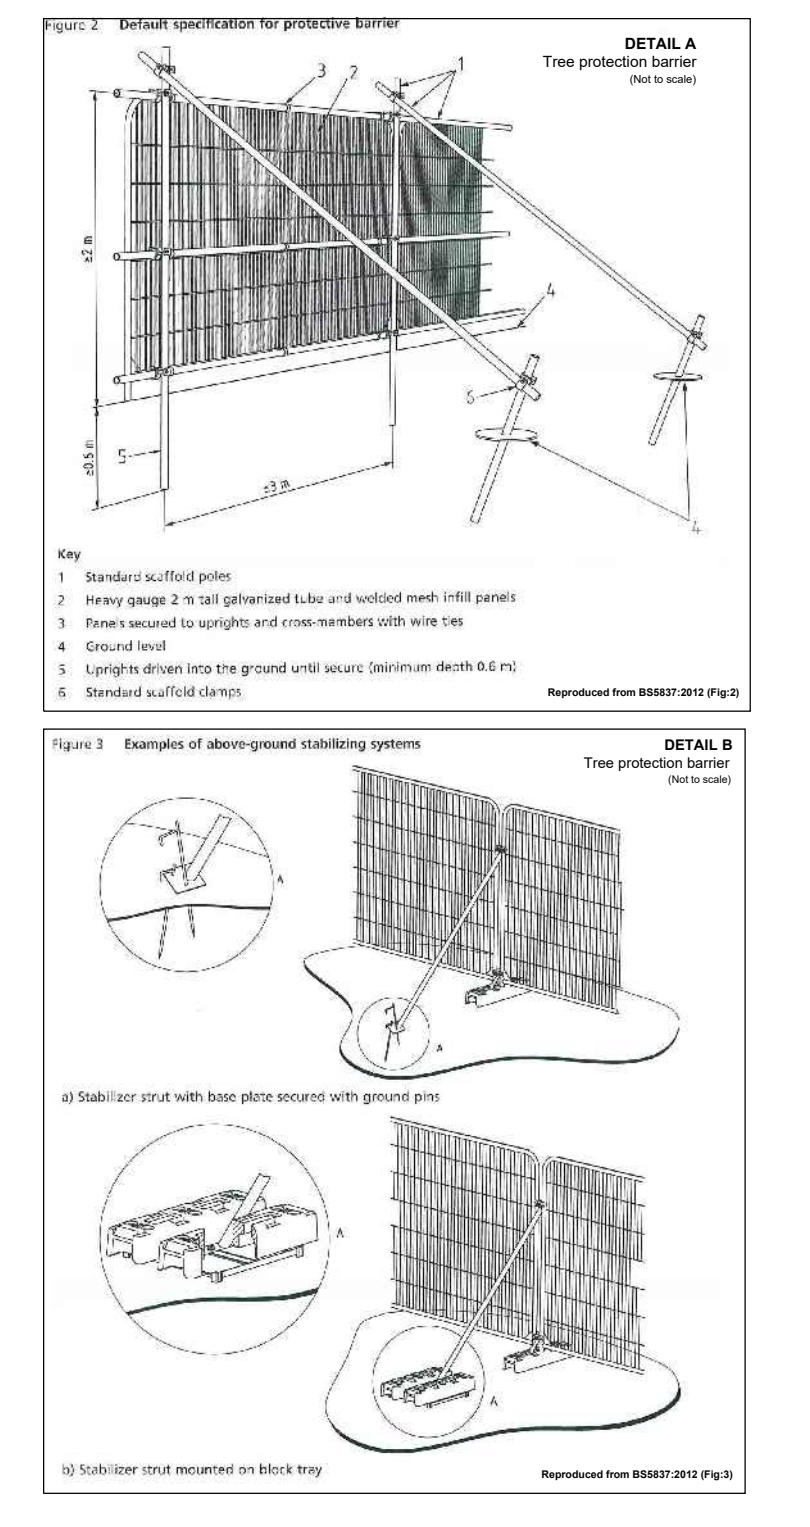 Figure 2 Default specification for protective barrier
DETAIL A
Tree protection barrier
(Not to scale)
3
2
1
≥2 m
4
6
5
≥0.6 m
≤3 m
4
Key
1 Standard scaffold poles
2 Heavy gauge 2 m tall galvanized tube and welded mesh infill panels
3 Panels secured to uprights and cross-members with wire ties
4 Ground level
5 Uprights driven into the ground until secure (minimum depth 0.6 m)
6 Standard scaffold clamps
Reproduced from BS5837:2012 (Fig:2)
Figure 3 Examples of above-ground stabilizing systems
DETAIL B
Tree protection barrier
(Not to scale)
A
A
a) Stabilizer strut with base plate secured with ground pins
A
A
b) Stabilizer strut mounted on block tray
Reproduced from BS5837:2012 (Fig:3)